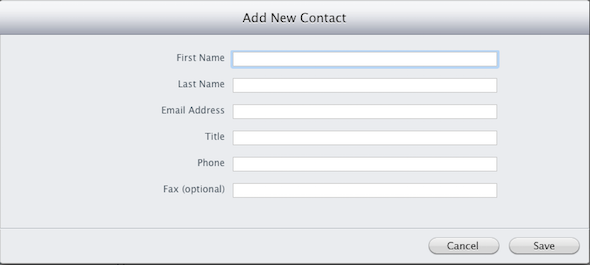 Add New Contact
First Name
Last Name
Email Address
Title
Phone
Fax (optional)
Cancel Save